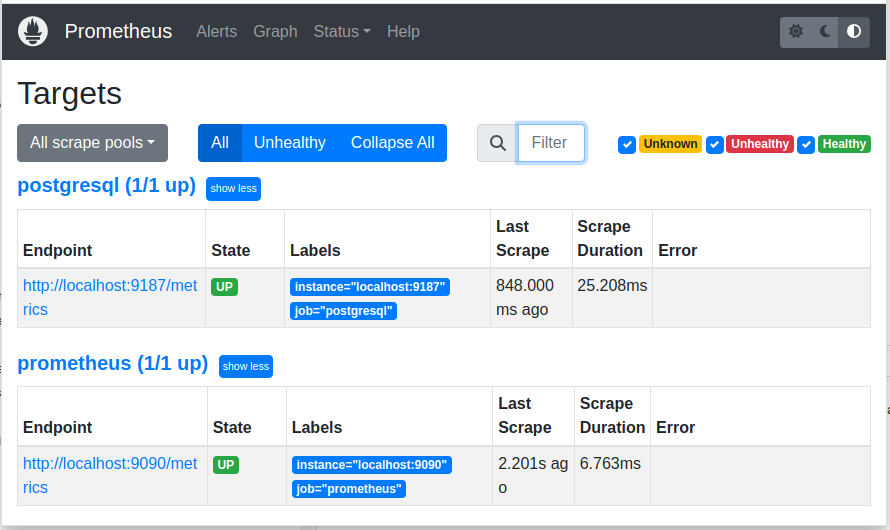 Prometheus Alerts Graph Status Help
Targets
All scrape pools All Unhealthy Collapse All Filter Unknown Unhealthy Healthy
postgresql (1/1 up) show less
Endpoint State Labels Last Scrape Scrape Duration Error
http://localhost:9187/metrics UP instance="localhost:9187" job="postgresql" 848.000ms ago 25.208ms
prometheus (1/1 up) show less
Endpoint State Labels Last Scrape Scrape Duration Error
http://localhost:9090/metrics UP instance="localhost:9090" job="prometheus" 2.201s ago 6.763ms